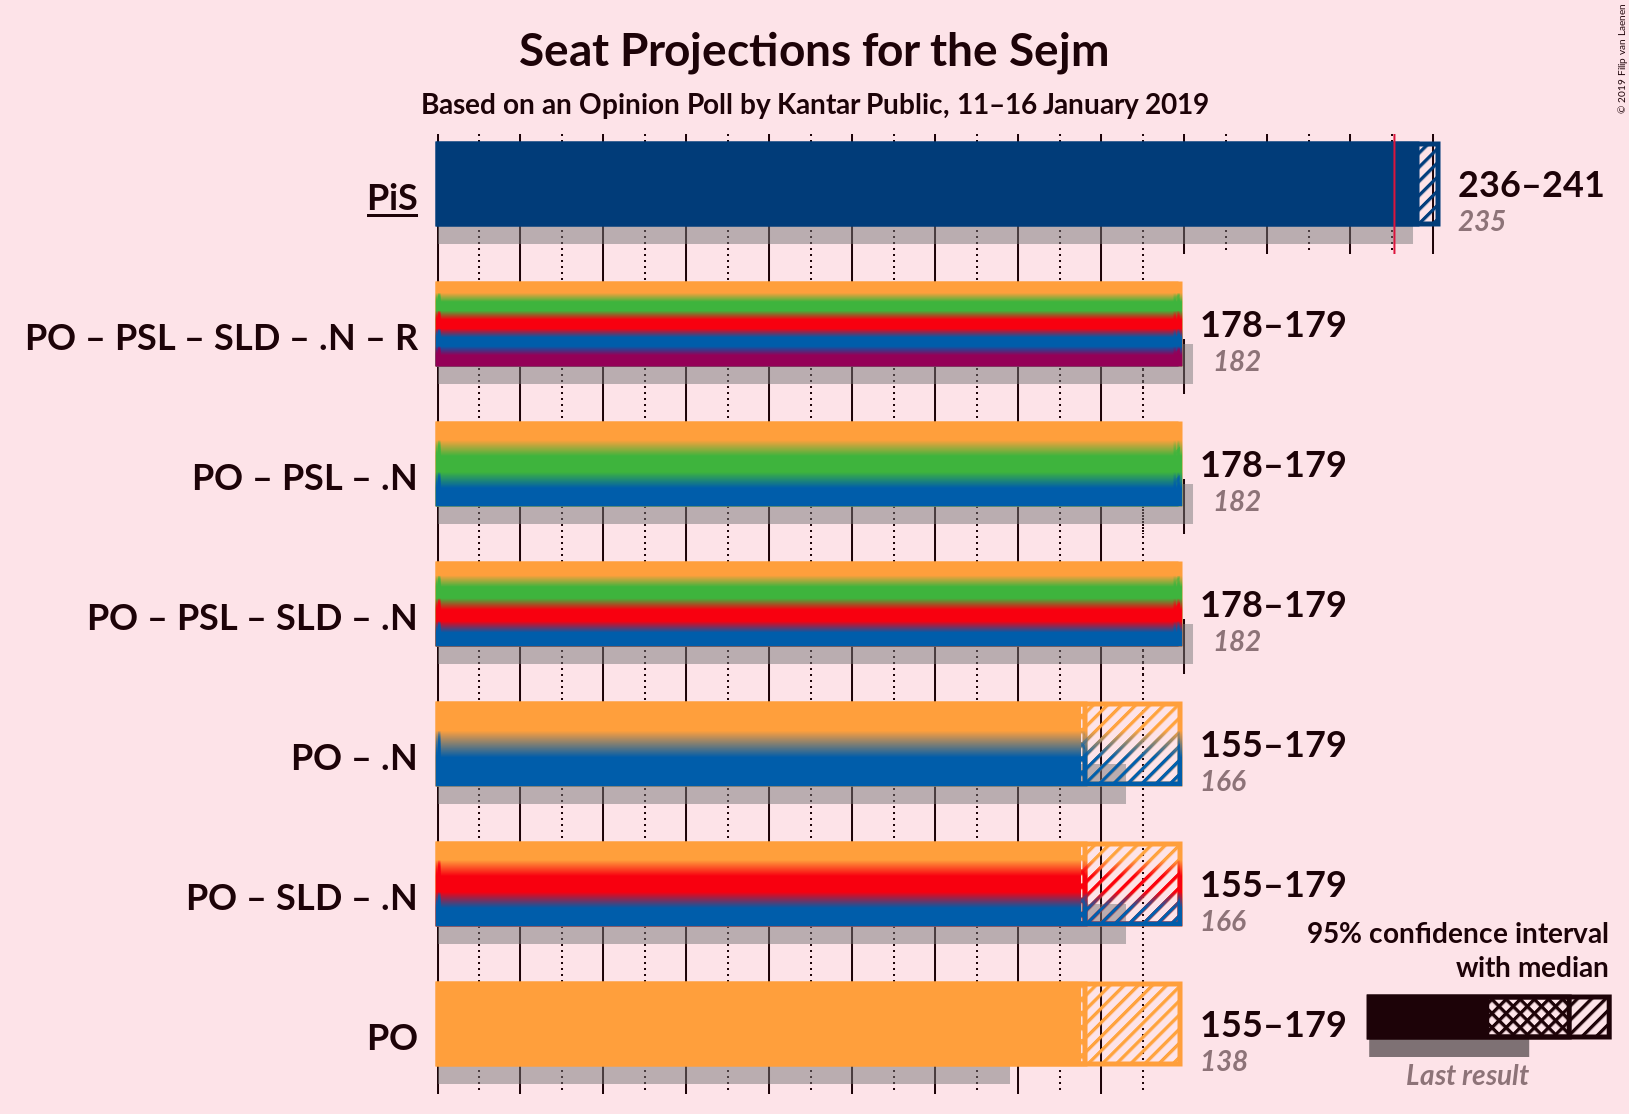 Seat Projections for the Sejm
Based on an Opinion Poll by Kantar Public, 11–16 January 2019
© 2019 Filip van Laenen
PiS
236–241
235
PO – PSL – SLD – .N – R
178–179
182
PO – PSL – .N
178–179
182
PO – PSL – SLD – .N
178–179
182
PO – .N
155–179
166
PO – SLD – .N
155–179
166
PO
155–179
138
95% confidence interval
with median
Last result